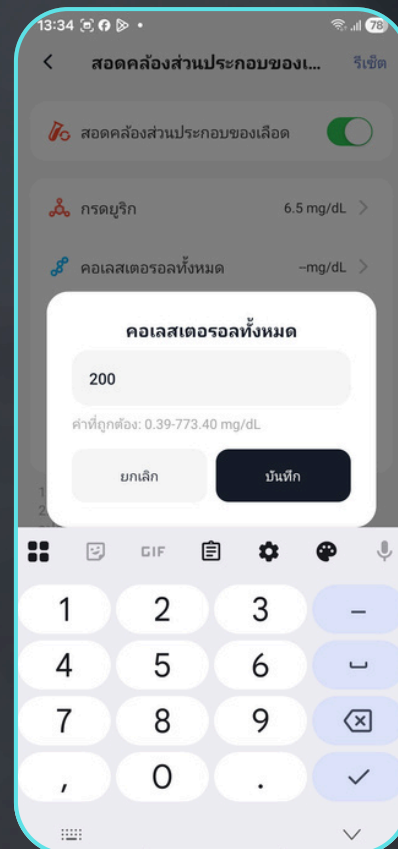 13:34
78
สอดคล้องส่วนประกอบของเ...
รีเซ็ต
สอดคล้องส่วนประกอบของเลือด
กรดยูริก
6.5 mg/dL
คอเลสเตอรอลทั้งหมด
--mg/dL
คอเลสเตอรอลทั้งหมด
200
ค่าที่ถูกต้อง: 0.39-773.40 mg/dL
ยกเลิก
บันทึก
GIF
1 2 3 –
4 5 6
7 8 9
, 0 .